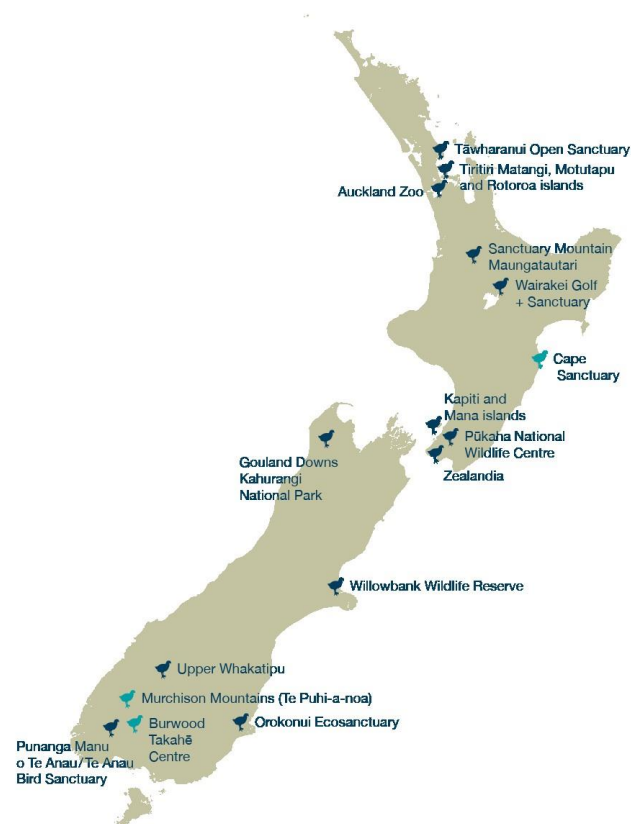 Tāwharanui Open Sanctuary
Tiritiri Matangi, Motutapu
and Rotoroa islands
Auckland Zoo
Sanctuary Mountain
Maungatautari
Wairakei Golf
+ Sanctuary
Cape
Sanctuary
Kapiti and
Mana islands
Pūkaha National
Wildlife Centre
Zealandia
Gouland Downs
Kahurangi
National Park
Willowbank Wildlife Reserve
Upper Whakatipu
Murchison Mountains (Te Puhi-a-noa)
Burwood
Takahē
Centre
Orokonui Ecosanctuary
Punanga Manu
o Te Anau/Te Anau
Bird Sanctuary